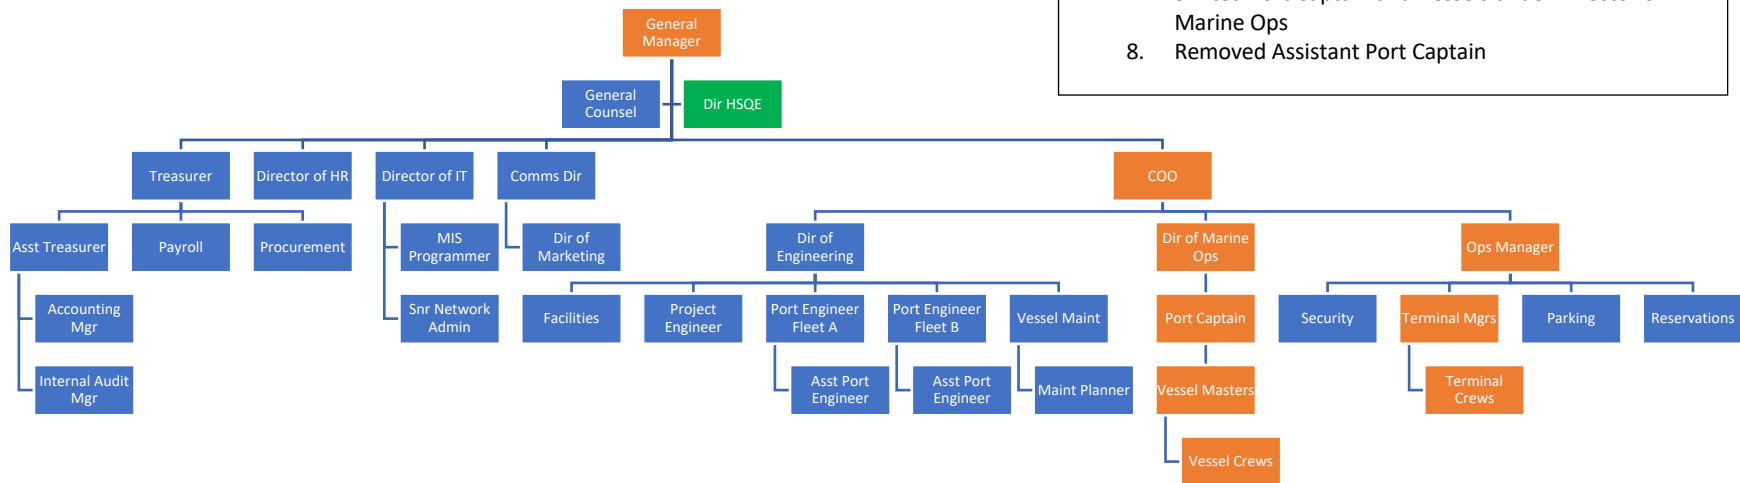 Marine Ops
8. Removed Assistant Port Captain
General
Manager
General
Counsel
Dir HSQE
Treasurer
Director of HR
Director of IT
Comms Dir
COO
Asst Treasurer
Payroll
Procurement
MIS
Programmer
Dir of
Marketing
Dir of
Engineering
Dir of Marine
Ops
Ops Manager
Accounting
Mgr
Snr Network
Admin
Facilities
Project
Engineer
Port Engineer
Fleet A
Port Engineer
Fleet B
Vessel Maint
Port Captain
Security
Terminal Mgrs
Parking
Reservations
Internal Audit
Mgr
Asst Port
Engineer
Asst Port
Engineer
Maint Planner
Vessel Masters
Terminal
Crews
Vessel Crews